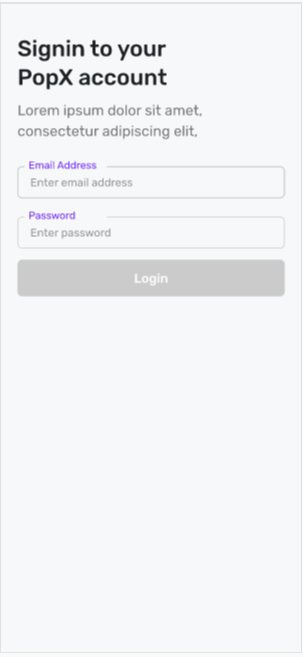 Signin to your
PopX account
Lorem ipsum dolor sit amet,
consectetur adipiscing elit,
Email Address
Enter email address
Password
Enter password
Login